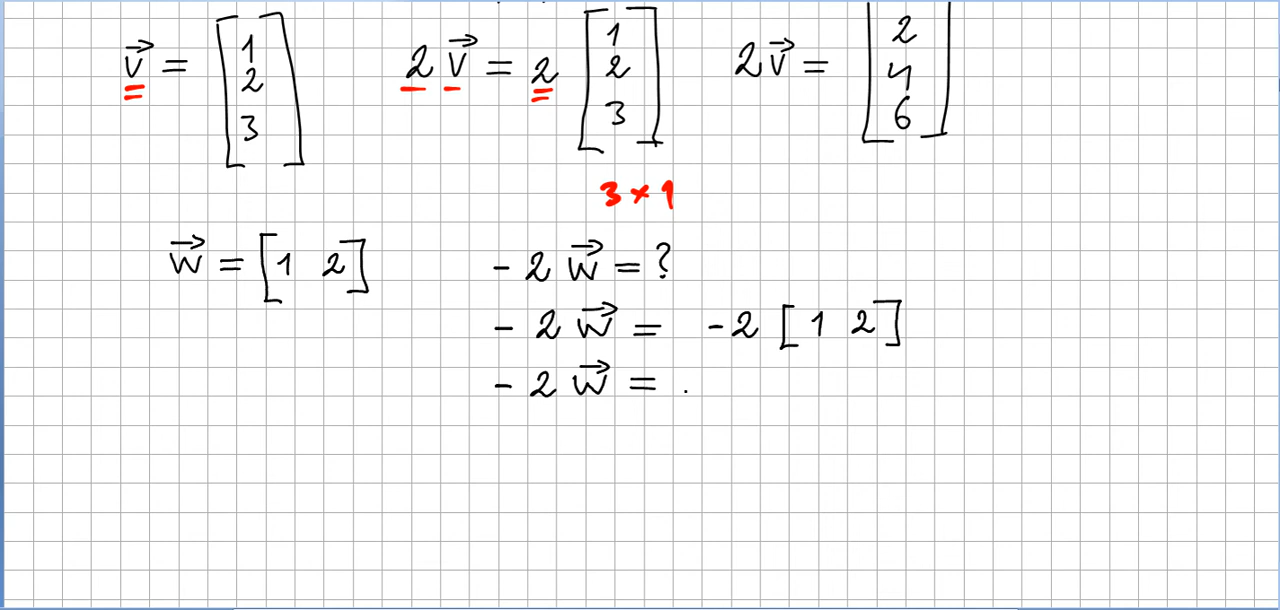 v⃗ = [1 2 3] 2 v⃗ = 2 [1 2 3] 2v⃗ = [2 4 6]
3 × 1
w⃗ = [1 2] - 2 w⃗ = ?
- 2 w⃗ = -2 [1 2]
- 2 w⃗ = .